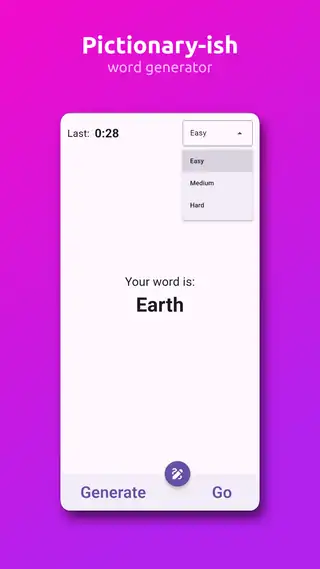 Pictionary-ish
word generator
Last: 0:28
Easy
Easy
Medium
Hard
Your word is:
Earth
Generate
Go